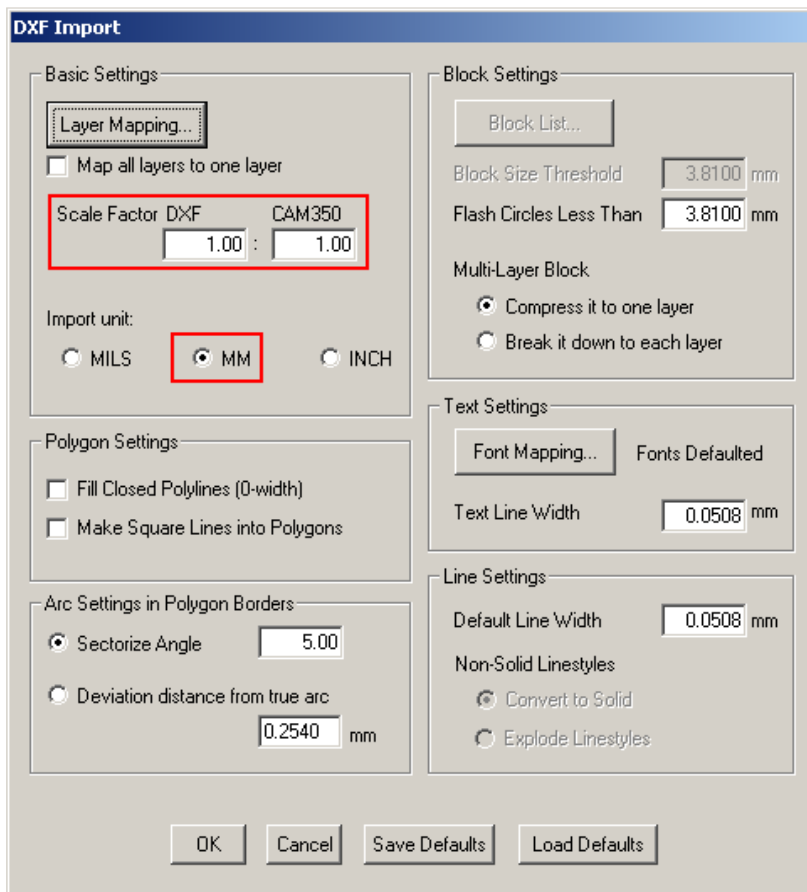 DXF Import
Basic Settings
Layer Mapping...
Map all layers to one layer
Scale Factor DXF CAM350
1.00 : 1.00
Import unit:
MILS MM INCH
Polygon Settings
Fill Closed Polylines (0-width)
Make Square Lines into Polygons
Arc Settings in Polygon Borders
Sectorize Angle 5.00
Deviation distance from true arc
0.2540 mm
Block Settings
Block List...
Block Size Threshold 3.8100 mm
Flash Circles Less Than 3.8100 mm
Multi-Layer Block
Compress it to one layer
Break it down to each layer
Text Settings
Font Mapping... Fonts Defaulted
Text Line Width 0.0508 mm
Line Settings
Default Line Width 0.0508 mm
Non-Solid Linestyles
Convert to Solid
Explode Linestyles
OK Cancel Save Defaults Load Defaults